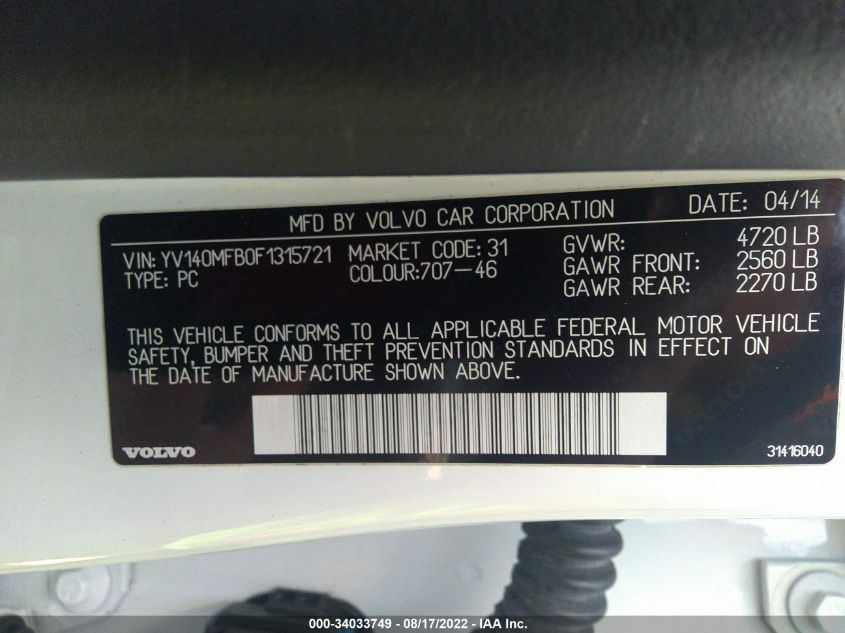 MFD BY VOLVO CAR CORPORATION DATE: 04/14
VIN: YV140MFB0F1315721 MARKET CODE: 31 GVWR: 4720 LB
TYPE: PC COLOUR:707-46 GAWR FRONT: 2560 LB
GAWR REAR: 2270 LB
THIS VEHICLE CONFORMS TO ALL APPLICABLE FEDERAL MOTOR VEHICLE
SAFETY, BUMPER AND THEFT PREVENTION STANDARDS IN EFFECT ON
THE DATE OF MANUFACTURE SHOWN ABOVE.
VOLVO 31416040
000-34033749 - 08/17/2022 - IAA Inc.